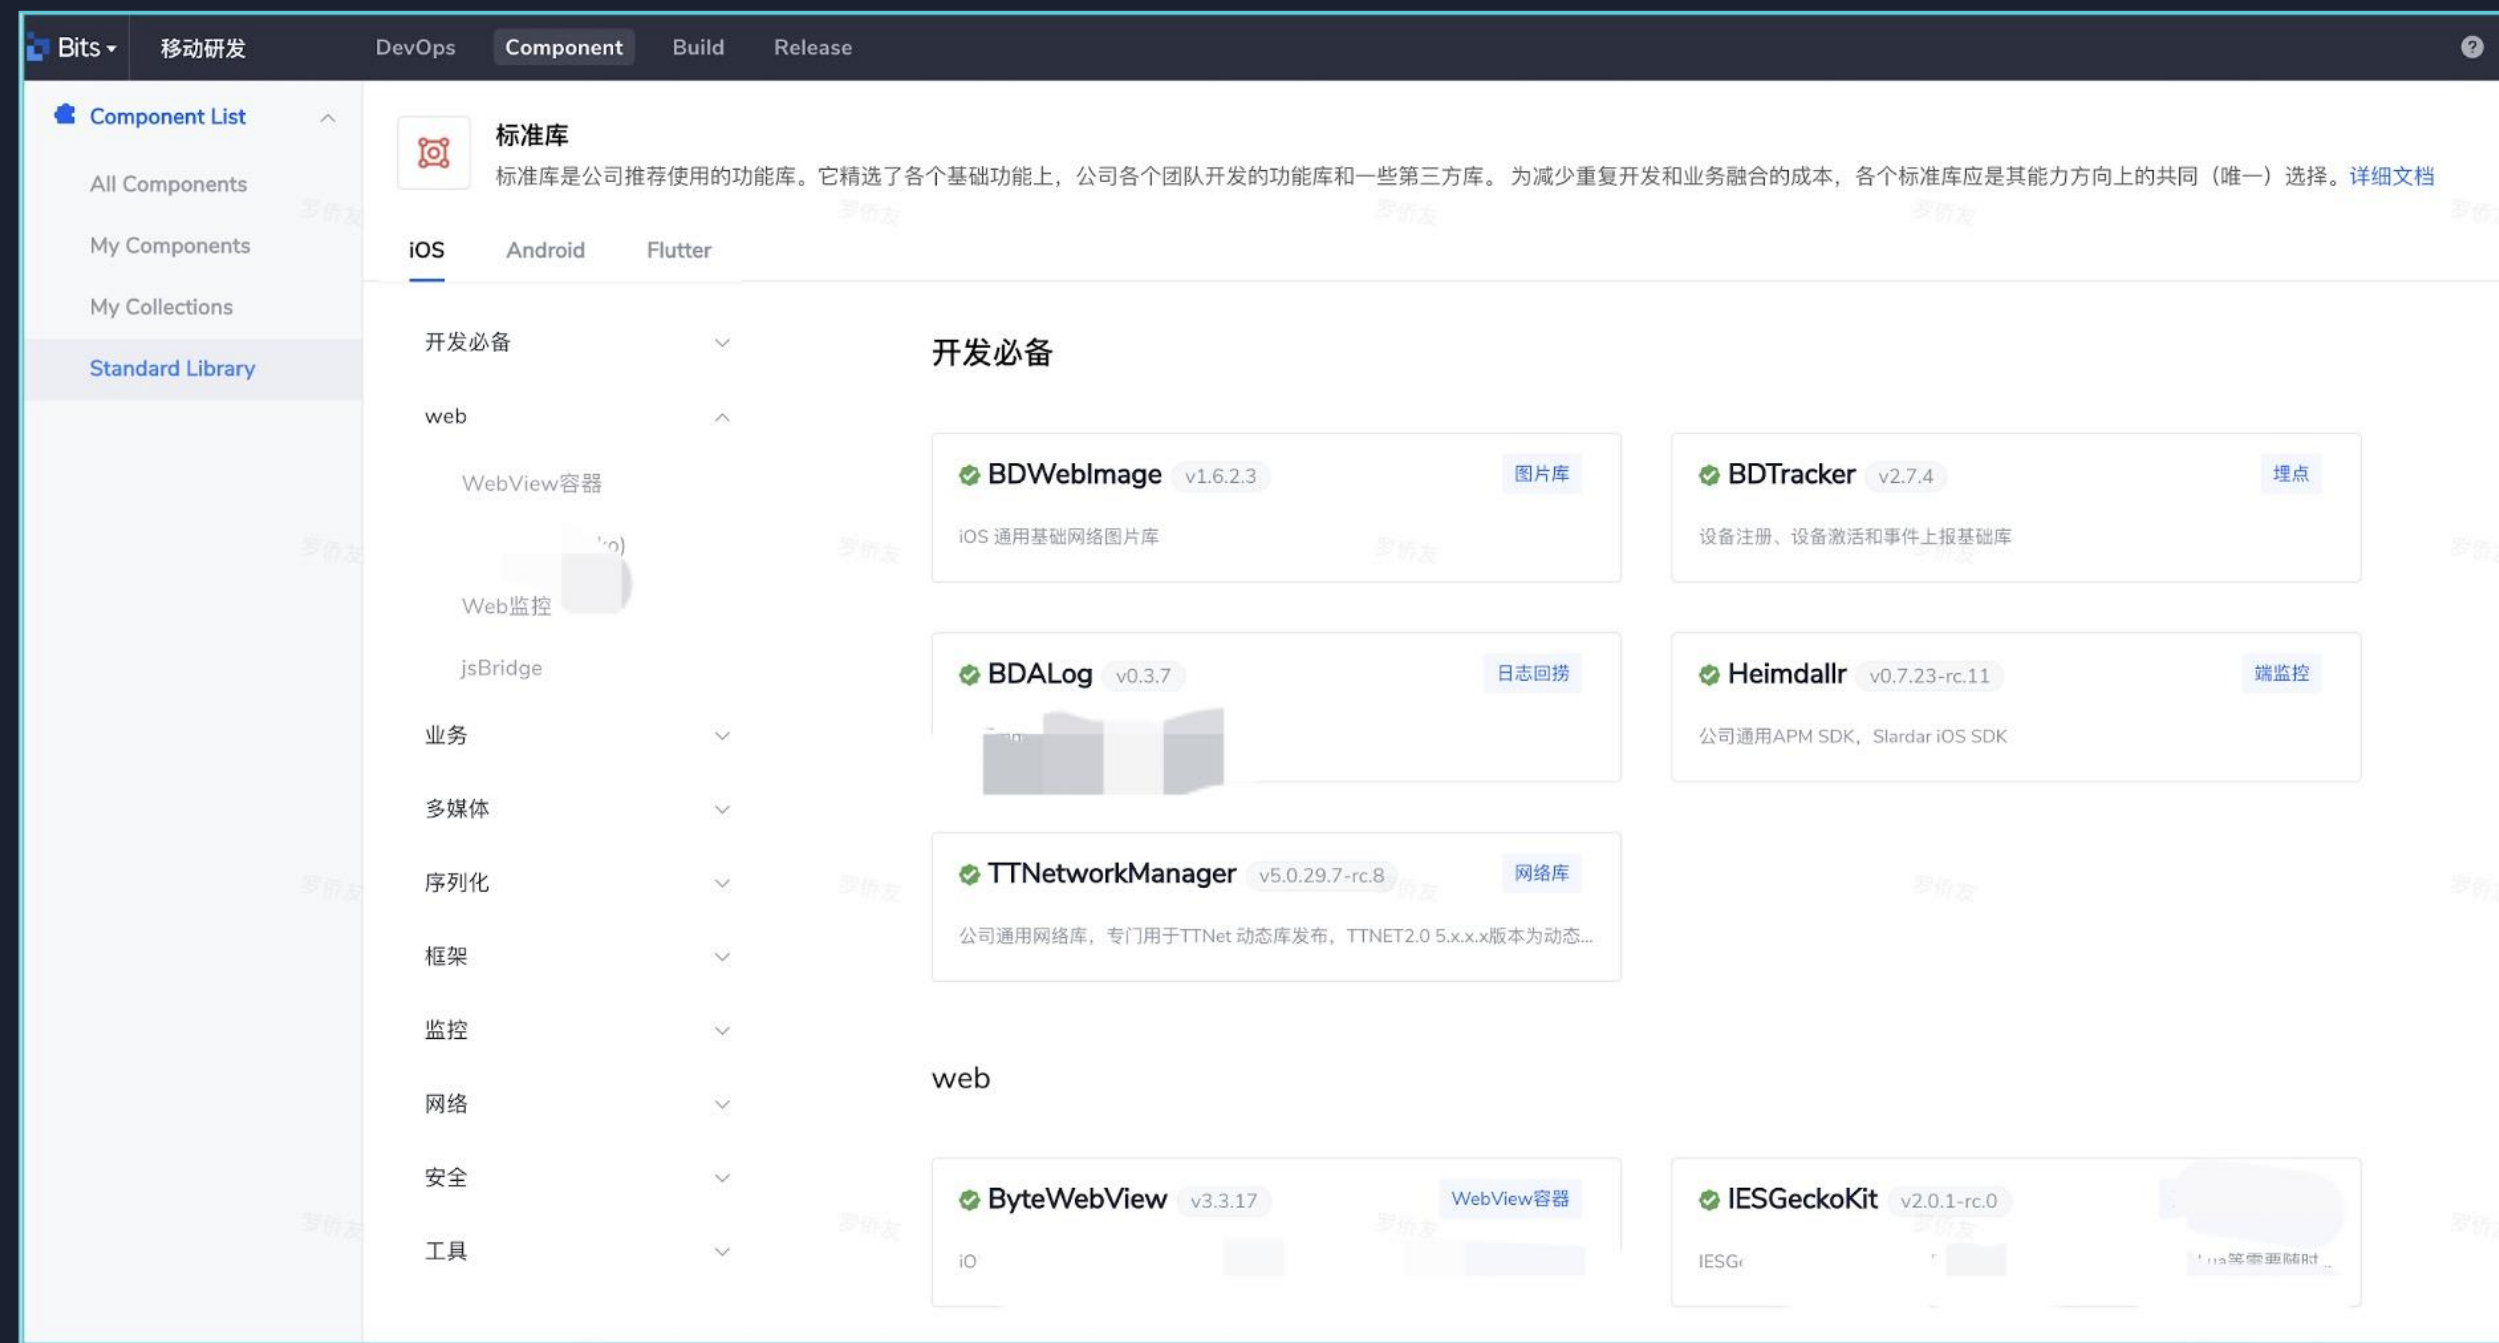 Bits 移动研发 DevOps Component Build Release
Component List
All Components
My Components
My Collections
Standard Library
标准库
标准库是公司推荐使用的功能库。它精选了各个基础功能上，公司各个团队开发的功能库和一些第三方库。 为减少重复开发和业务融合的成本，各个标准库应是其能力方向上的共同（唯一）选择。详细文档
iOS Android Flutter
开发必备
web
WebView容器
Web监控
jsBridge
业务
多媒体
序列化
框架
监控
网络
安全
工具
开发必备
BDWebImage v1.6.2.3 图片库
iOS 通用基础网络图片库
BDTracker v2.7.4 埋点
设备注册、设备激活和事件上报基础库
BDALog v0.3.7 日志回捞
Heimdallr v0.7.23-rc.11 端监控
公司通用APM SDK，Slardar iOS SDK
TTNetworkManager v5.0.29.7-rc.8 网络库
公司通用网络库，专门用于TTNet 动态库发布，TTNET2.0 5.x.x.x版本为动态...
web
ByteWebView v3.3.17 WebView容器
IESGeckoKit v2.0.1-rc.0
等需要随时...
罗侨友